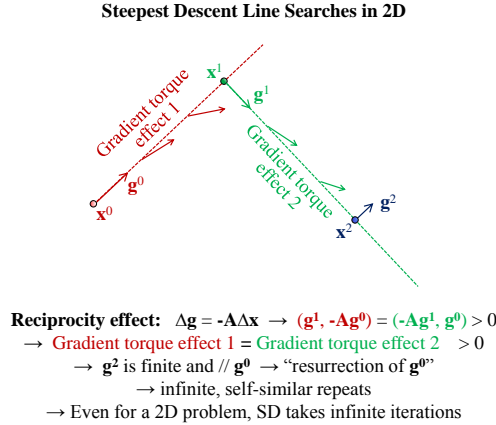 Steepest Descent Line Searches in 2D
x¹
g¹
Gradient torque
effect 1
Gradient torque
effect 2
g⁰
x⁰
g²
x²
Reciprocity effect: Δg = -AΔx → (g¹, -Ag⁰) = (-Ag¹, g⁰) > 0
→ Gradient torque effect 1 = Gradient torque effect 2 > 0
→ g² is finite and // g⁰ → “resurrection of g⁰”
→ infinite, self-similar repeats
→ Even for a 2D problem, SD takes infinite iterations